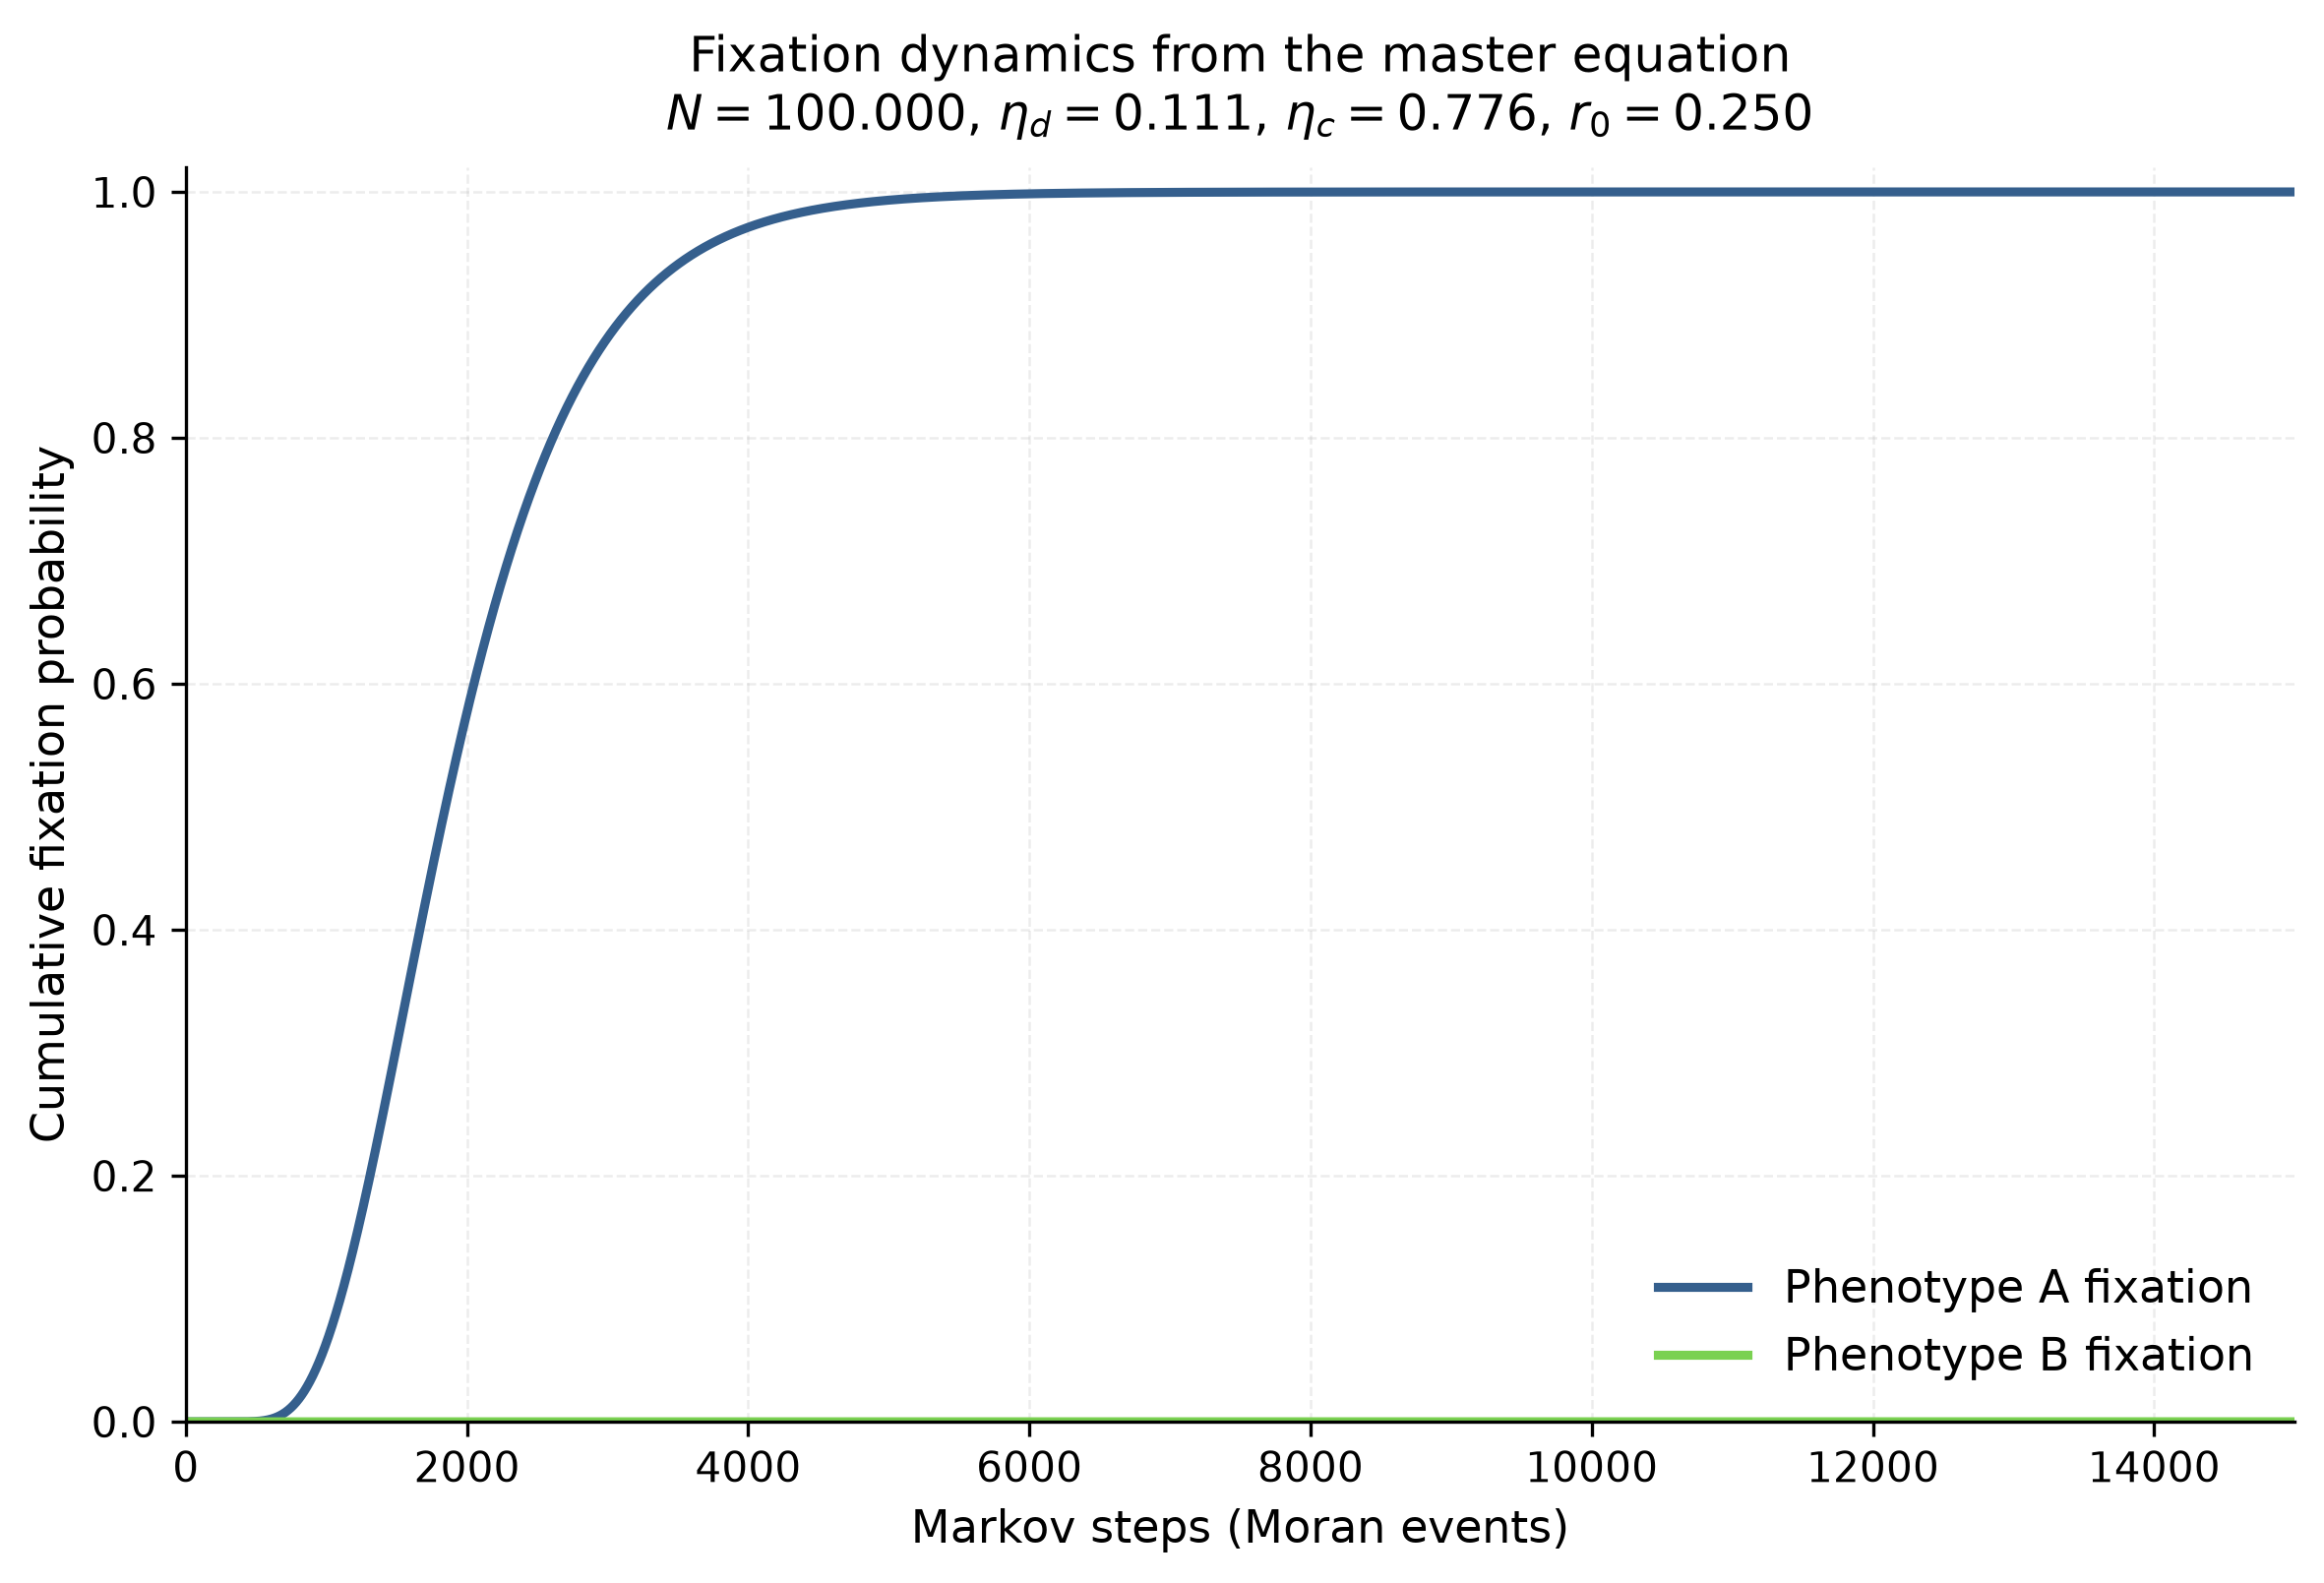 Fixation dynamics from the master equation
N = 100.000, η_d = 0.111, η_c = 0.776, r_0 = 0.250
Cumulative fixation probability
1.0
0.8
0.6
0.4
0.2
0.0
0 2000 4000 6000 8000 10000 12000 14000
Markov steps (Moran events)
Phenotype A fixation
Phenotype B fixation